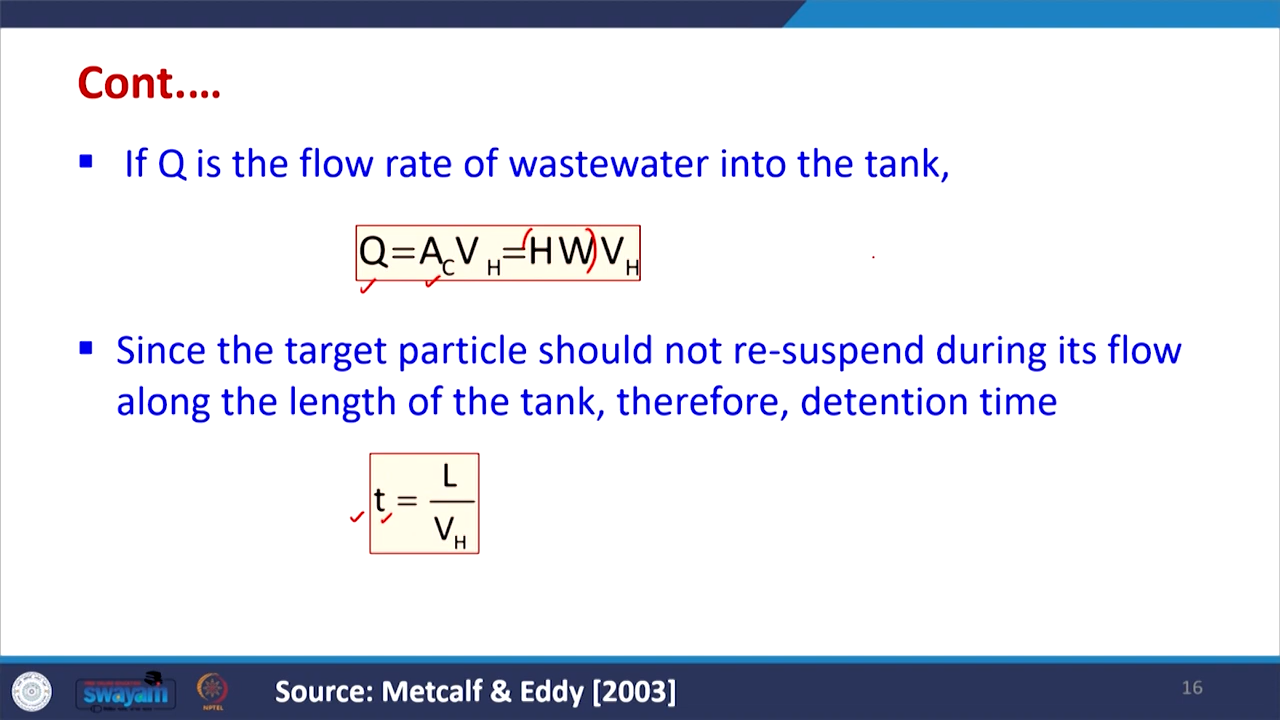 Cont.…
▪ If Q is the flow rate of wastewater into the tank,
Q=A_C V_H=(HW)V_H
▪ Since the target particle should not re-suspend during its flow
along the length of the tank, therefore, detention time
t = L/V_H
swayam
NPTEL
Source: Metcalf & Eddy [2003]
16